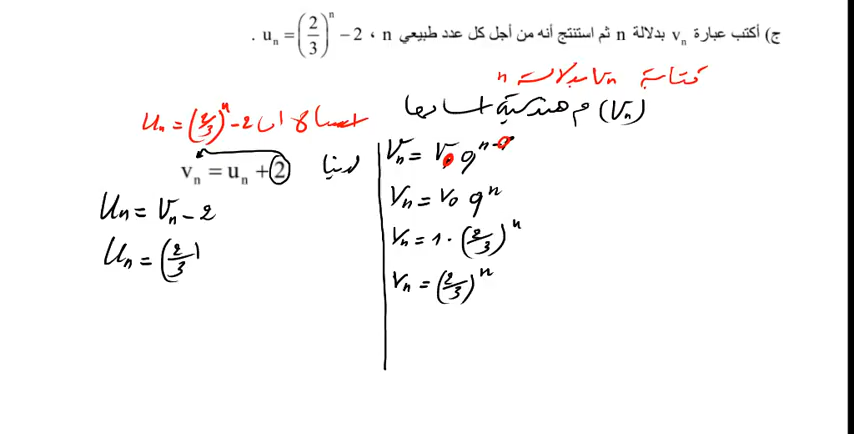 ج) أكتب عبارة vₙ بدلالة n ثم استنتج أنه من أجل كل عدد طبيعي n ، uₙ = (2/3)ⁿ − 2 .
كتابة Vₙ بدلالة n
(Vₙ) م هندسية أساسها
Vₙ = V₀ qⁿ⁻⁰
Vₙ = V₀ qⁿ
Vₙ = 1 · (2/3)ⁿ
Vₙ = (2/3)ⁿ
Uₙ = (2/3)ⁿ − 2
لدينا vₙ = uₙ + 2
Uₙ = Vₙ − 2
Uₙ = (2/3)